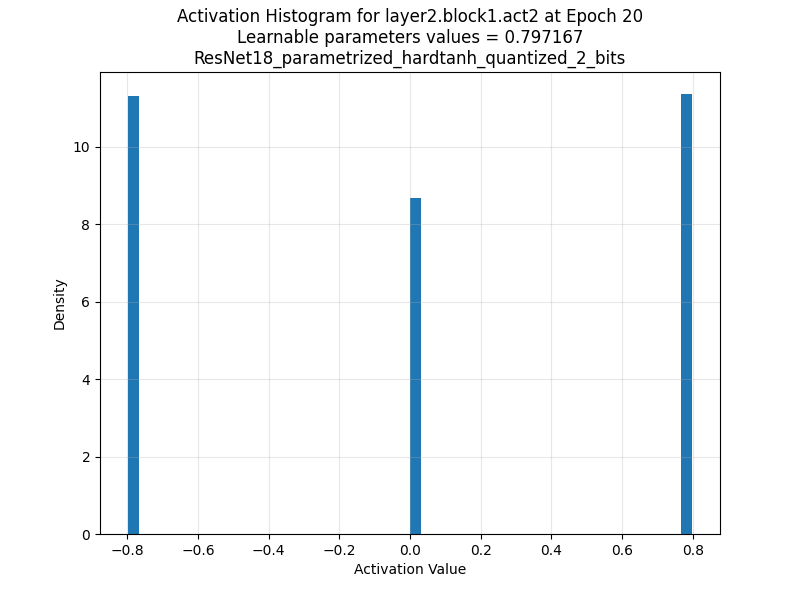 Activation Histogram for layer2.block1.act2 at Epoch 20
Learnable parameters values = 0.797167
ResNet18_parametrized_hardtanh_quantized_2_bits
10
8
6
4
2
0
Density
−0.8 −0.6 −0.4 −0.2 0.0 0.2 0.4 0.6 0.8
Activation Value